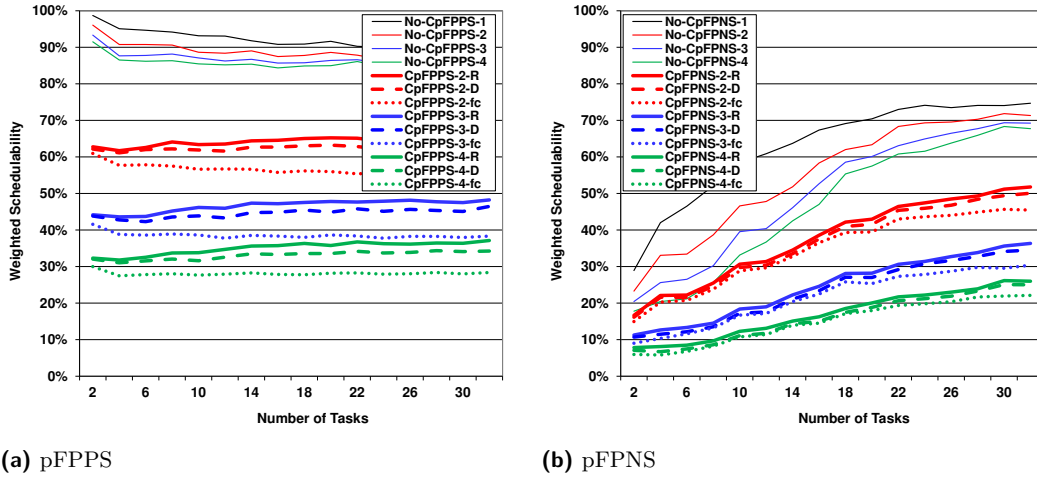 100%
90%
80%
70%
60%
50%
40%
30%
20%
10%
0%
2 6 10 14 18 22 26 30
Number of Tasks
Weighted Schedulability
No-CpFPPS-1
No-CpFPPS-2
No-CpFPPS-3
No-CpFPPS-4
CpFPPS-2-R
CpFPPS-2-D
CpFPPS-2-fc
CpFPPS-3-R
CpFPPS-3-D
CpFPPS-3-fc
CpFPPS-4-R
CpFPPS-4-D
CpFPPS-4-fc
(a) pFPPS
100%
90%
80%
70%
60%
50%
40%
30%
20%
10%
0%
2 6 10 14 18 22 26 30
Number of Tasks
Weighted Schedulability
No-CpFPNS-1
No-CpFPNS-2
No-CpFPNS-3
No-CpFPNS-4
CpFPNS-2-R
CpFPNS-2-D
CpFPNS-2-fc
CpFPNS-3-R
CpFPNS-3-D
CpFPNS-3-fc
CpFPNS-4-R
CpFPNS-4-D
CpFPNS-4-fc
(b) pFPNS